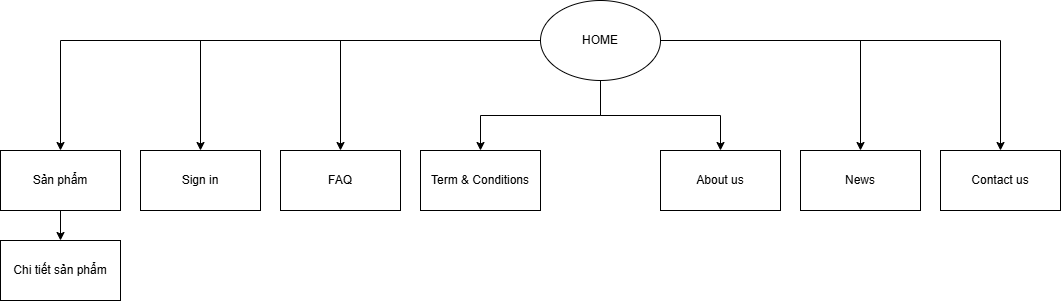 HOME
Sản phẩm
Sign in
FAQ
Term & Conditions
About us
News
Contact us
Chi tiết sản phẩm